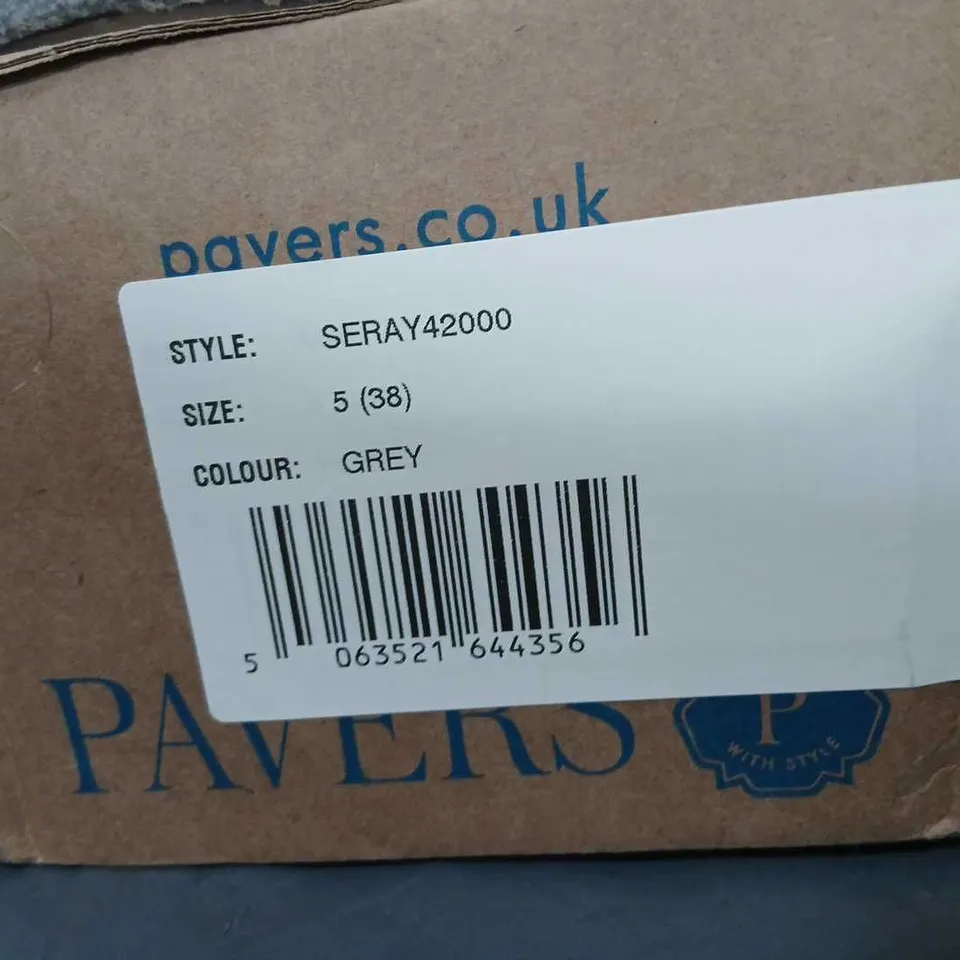 pavers.co.uk
STYLE: SERAY42000
SIZE: 5 (38)
COLOUR: GREY
5 063521 644356
PAVERS
P
WITH STYLE